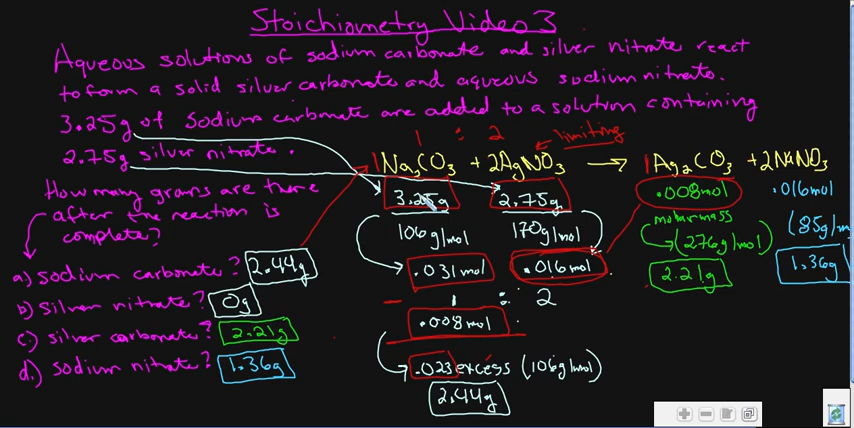 Stoichiometry Video 3
Aqueous solutions of sodium carbonate and silver nitrate react
to form a solid silver carbonate and aqueous sodium nitrate.
3.25g of sodium carbonate are added to a solution containing
2.75g silver nitrate.
1 : 2
limiting
1Na₂CO₃ + 2AgNO₃ → 1Ag₂CO₃ + 2NaNO₃
How many grams are there
after the reaction is
complete?
a) sodium carbonate? 2.44g
b) silver nitrate? 0g
c) silver carbonate? 2.21g
d.) sodium nitrate? 1.36g
3.25g 2.75g .008mol .016mol
106g/mol 170g/mol
molar mass
(276g/mol) (85g/m
.031mol .016mol 2.21g 1.36g
- 1 : 2
.008mol
.023 excess (106g/mol)
2.44g